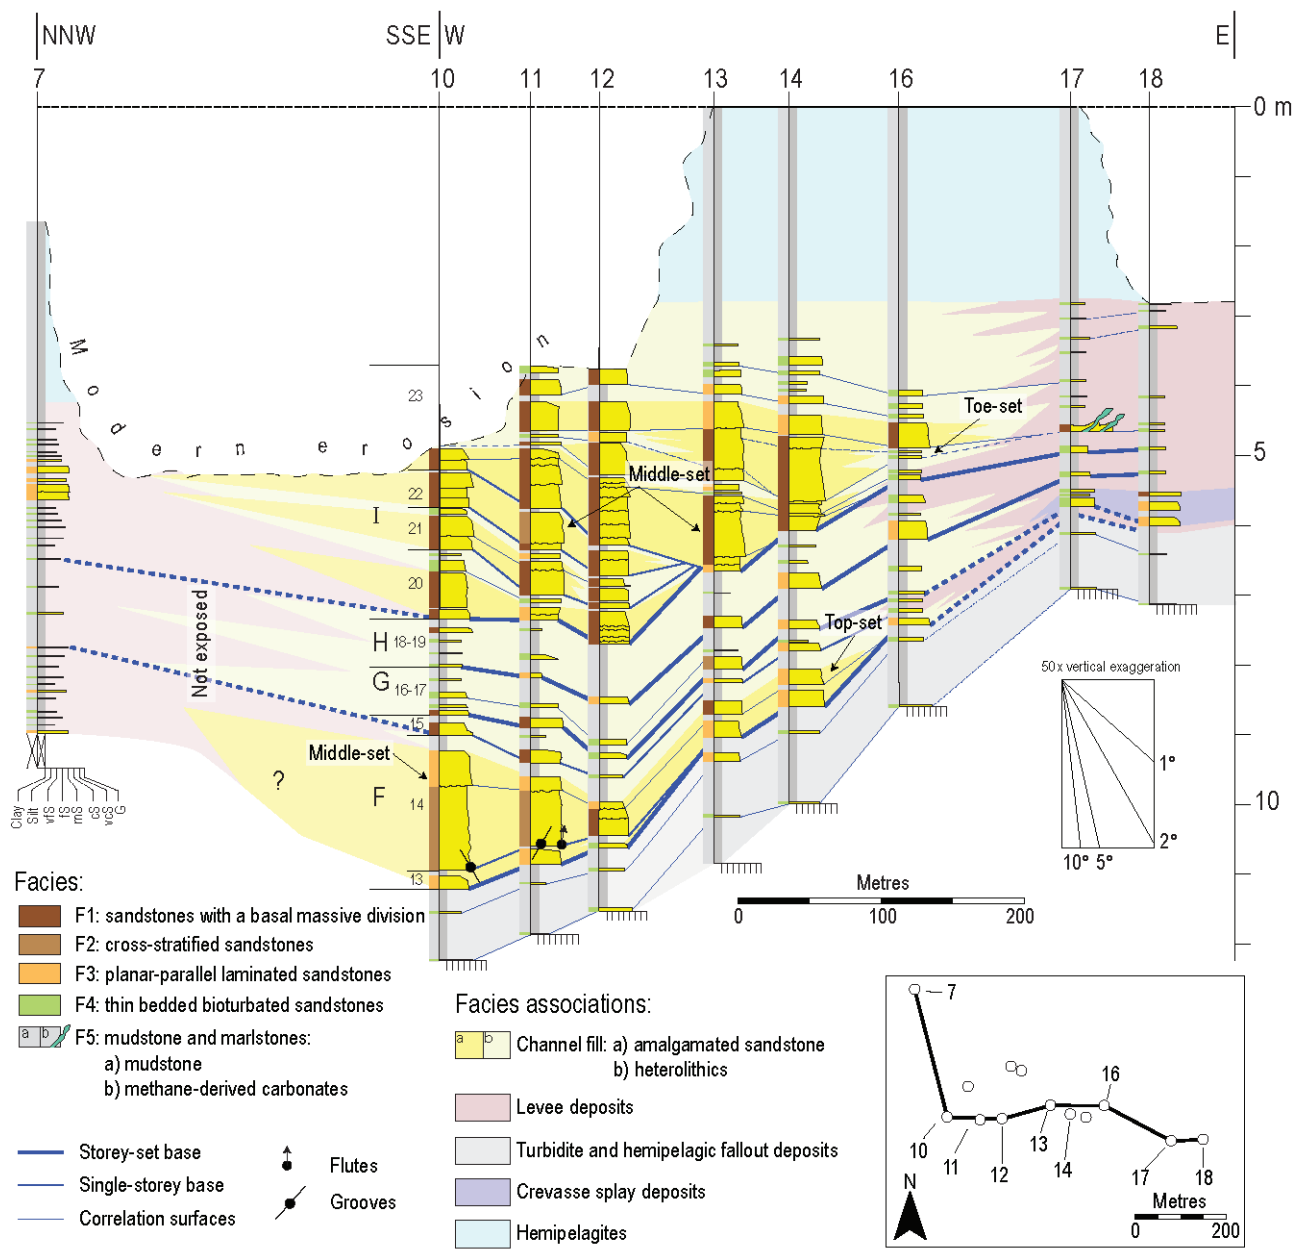 NNW SSE W E
7 10 11 12 13 14 16 17 18
0 m
Modern erosion
23
Toe-set
5
Middle-set
22
I
21
20
Not exposed
H 18-19
Top-set
G 16-17
50 x vertical exaggeration
15
Middle-set
1°
?
F 14
10
2°
10° 5°
Clay Silt vfS fS mS cS vcS G
13
Metres
0 100 200
Facies:
F1: sandstones with a basal massive division
F2: cross-stratified sandstones
F3: planar-parallel laminated sandstones
F4: thin bedded bioturbated sandstones
a b F5: mudstone and marlstones:
a) mudstone
b) methane-derived carbonates
Storey-set base
Single-storey base
Correlation surfaces
Flutes
Grooves
Facies associations:
a b Channel fill: a) amalgamated sandstone
b) heterolithics
Levee deposits
Turbidite and hemipelagic fallout deposits
Crevasse splay deposits
Hemipelagites
7
16
10 11 12 13 14 17 18
N
Metres
0 200